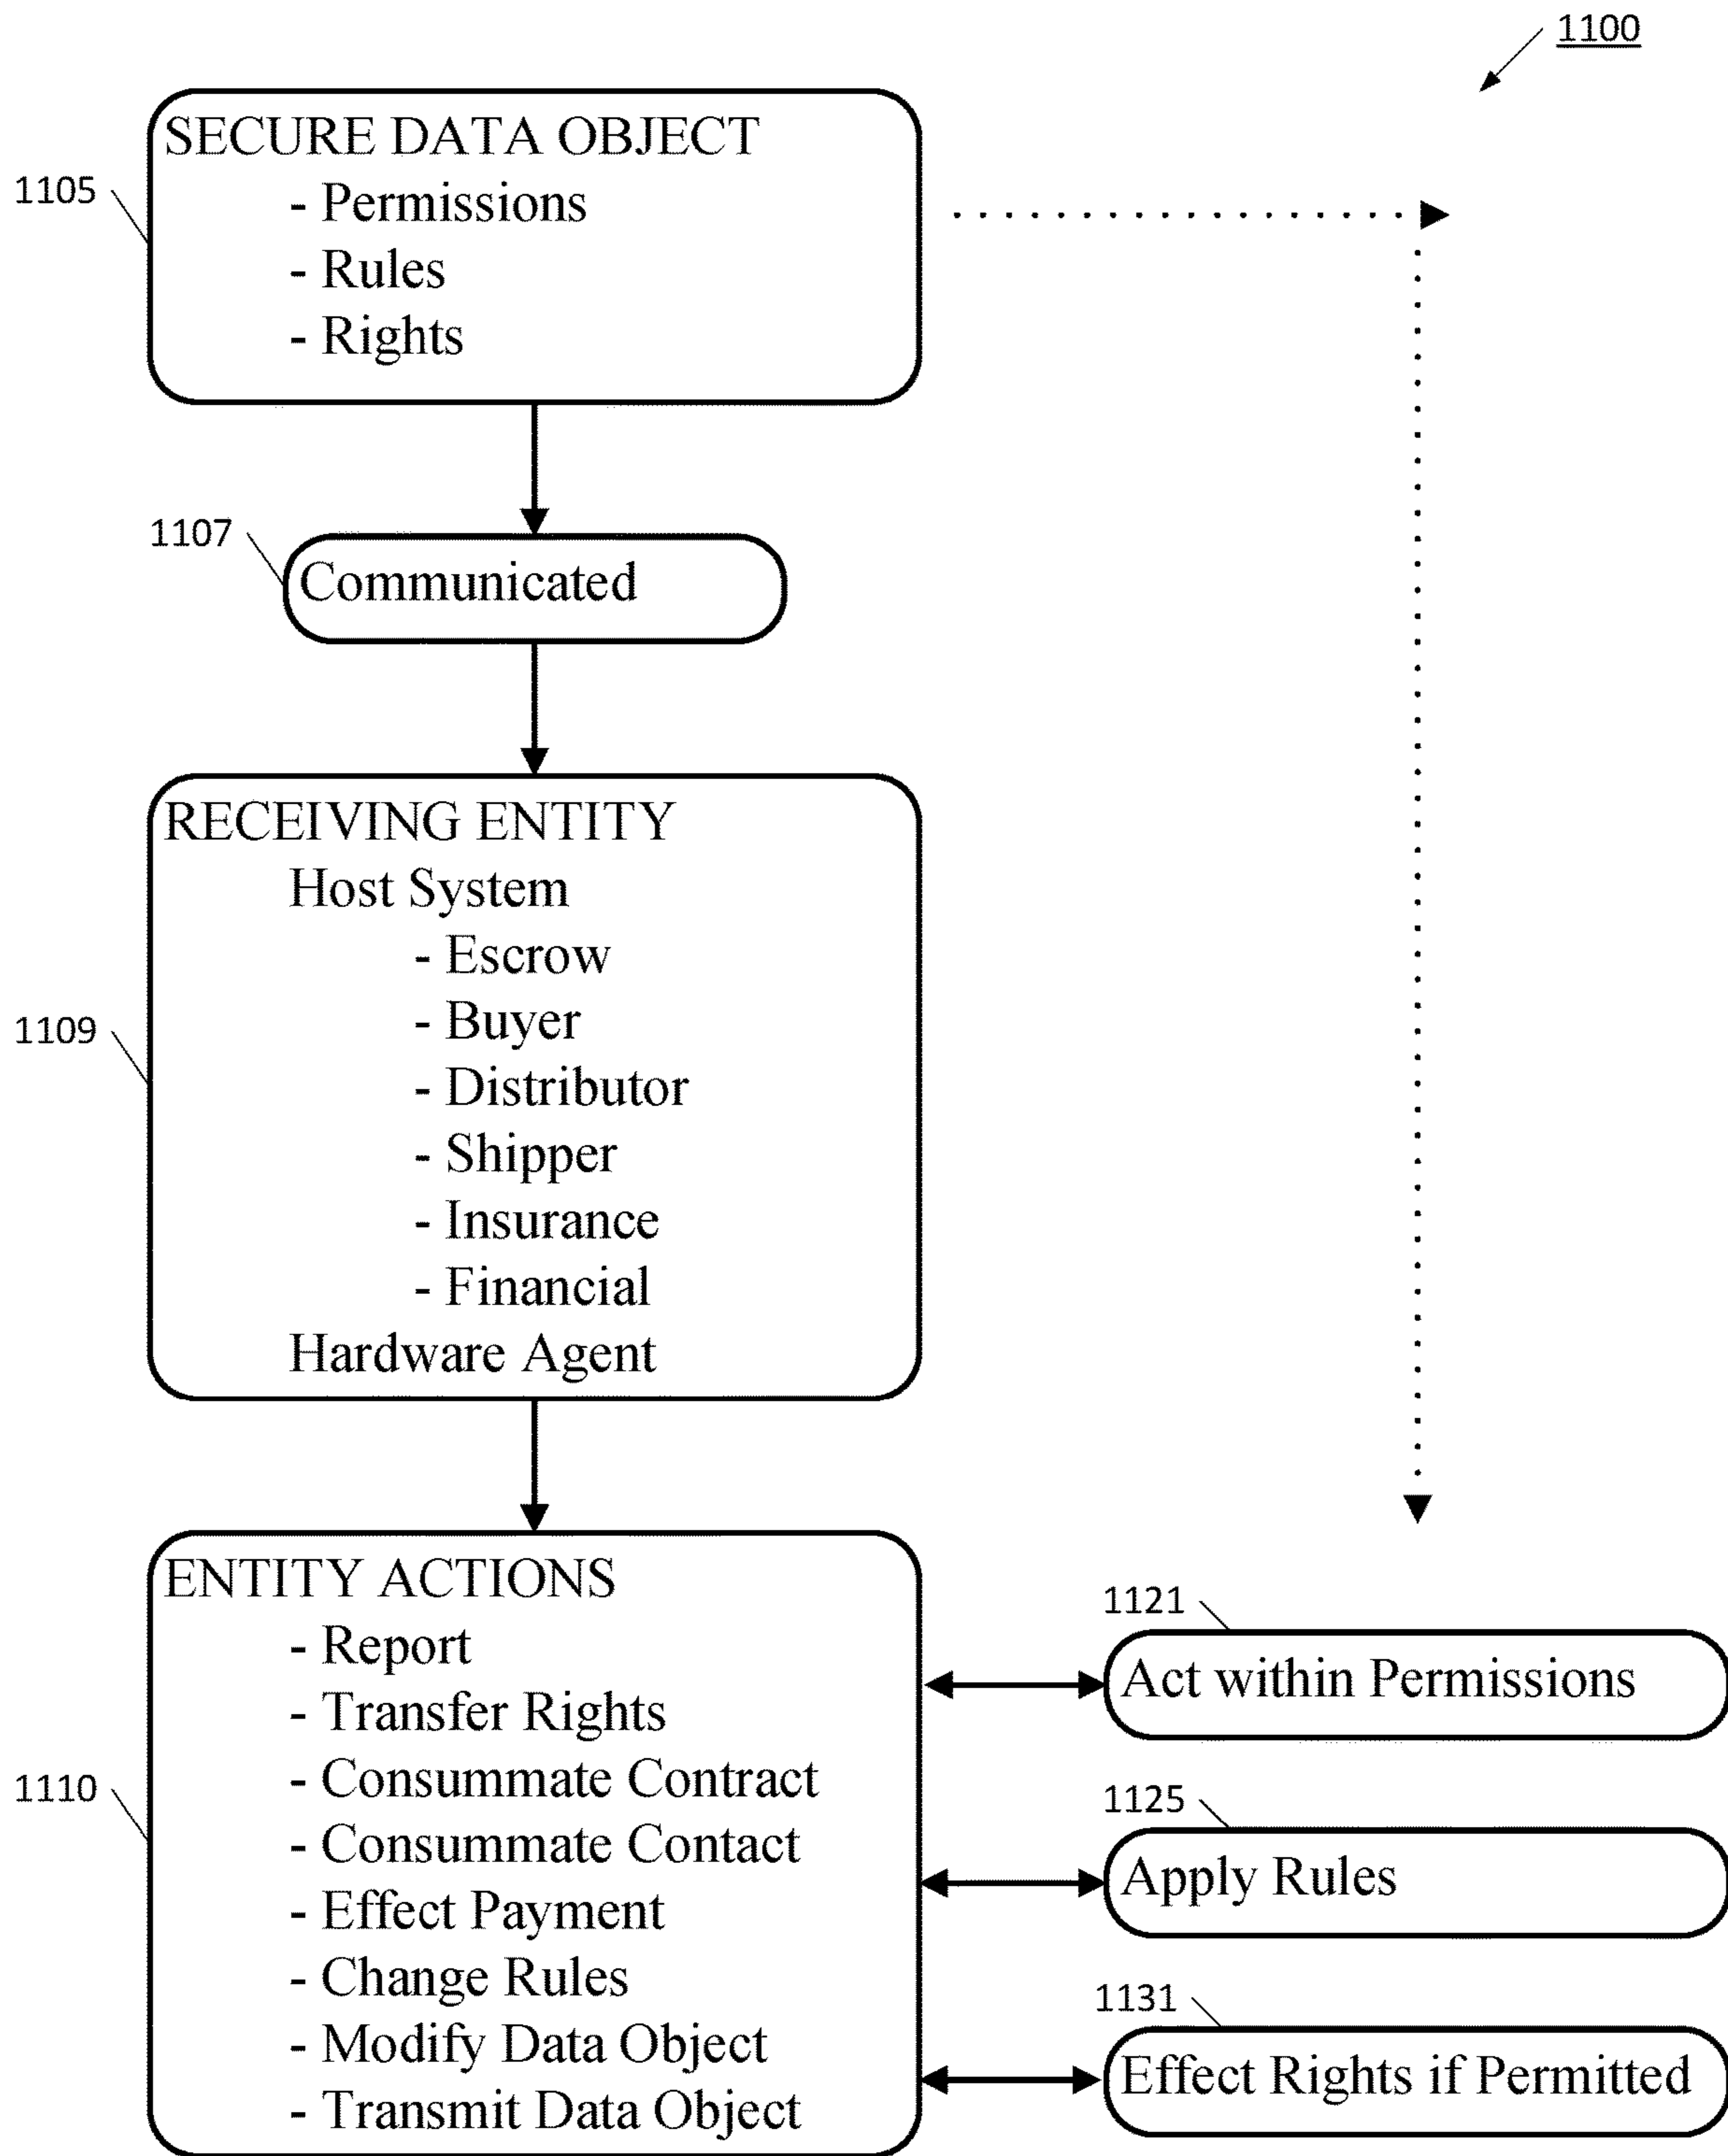 1100
SECURE DATA OBJECT
1105
- Permissions
- Rules
- Rights
1107
Communicated
RECEIVING ENTITY
Host System
- Escrow
- Buyer
1109
- Distributor
- Shipper
- Insurance
- Financial
Hardware Agent
ENTITY ACTIONS
- Report
- Transfer Rights
- Consummate Contract
1110
- Consummate Contact
- Effect Payment
- Change Rules
- Modify Data Object
- Transmit Data Object
1121
Act within Permissions
1125
Apply Rules
1131
Effect Rights if Permitted